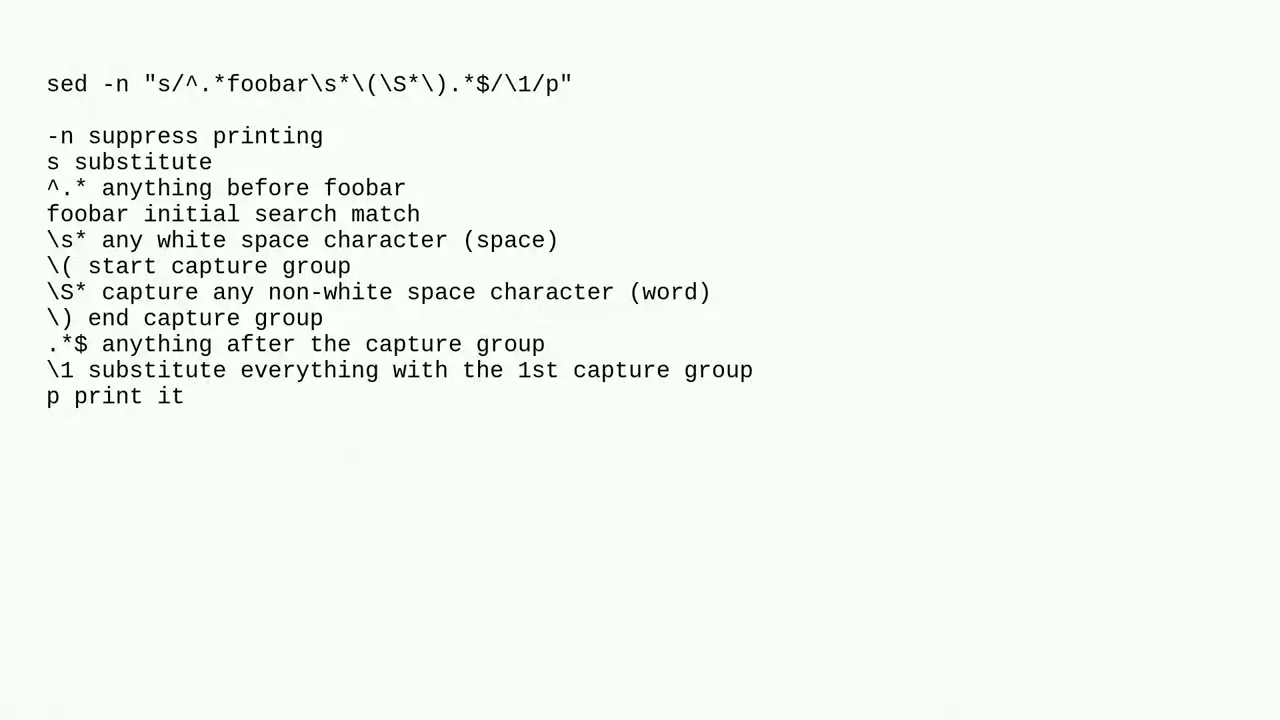 sed -n "s/^.*foobar\s*\(\S*\).*$/\1/p"
-n suppress printing
s substitute
^.* anything before foobar
foobar initial search match
\s* any white space character (space)
\( start capture group
\S* capture any non-white space character (word)
\) end capture group
.*$ anything after the capture group
\1 substitute everything with the 1st capture group
p print it